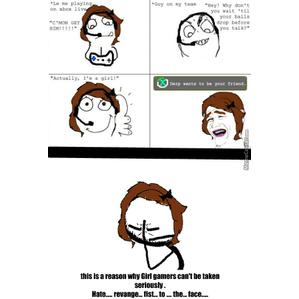 *Le me playing
on xbox live*
"C'MON GET
HIM!!!!!"
*Guy on my team
"Hey! Why don't
you wait 'til
your balls
drop before
you talk?"
"Actually, i'm a girl!"
Derp wants to be your friend.
this is a reason why Girl gamers can't be taken
seriously .
Hate.... revange.. fist... to .... the... face.....